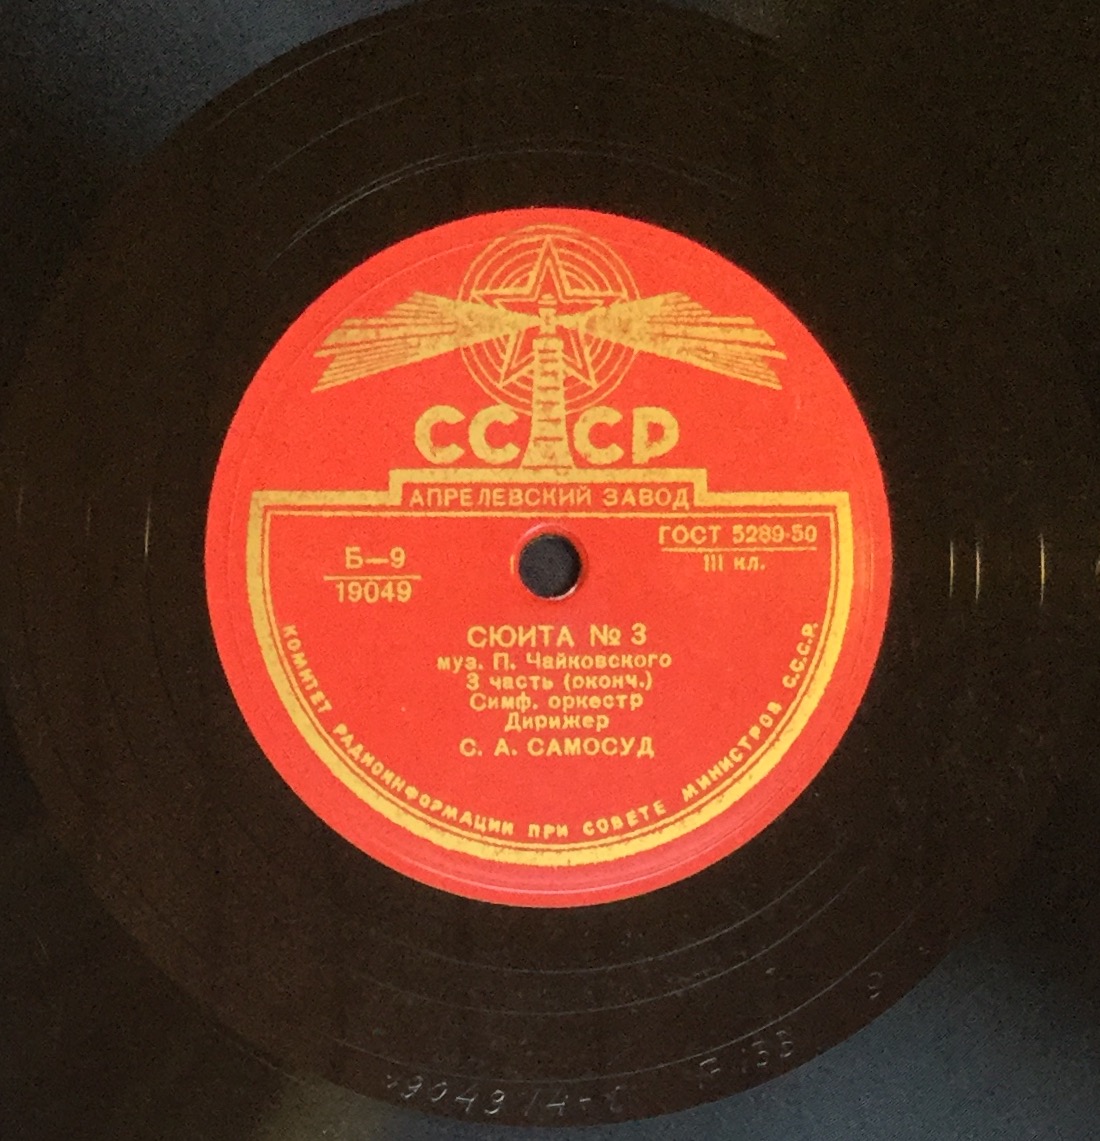 СССР
АПРЕЛЕВСКИЙ ЗАВОД
ГОСТ 5289-50
III кл.
Б—9
19049
СЮИТА № 3
муз. П. Чайковского
3 часть (оконч.)
Симф. оркестр
Дирижер
С. А. САМОСУД
КОМИТЕТ РАДИОИНФОРМАЦИИ ПРИ СОВЕТЕ МИНИСТРОВ С.С.С.Р.